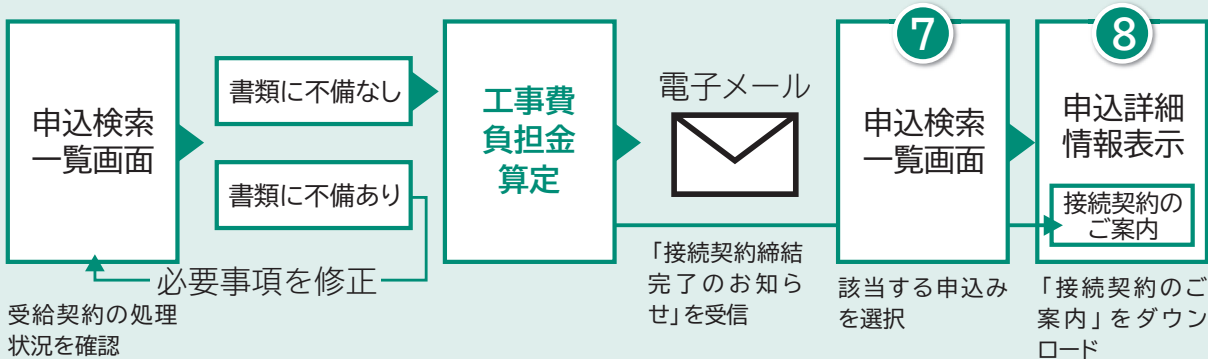 申込検索
一覧画面
受給契約の処理
状況を確認
書類に不備なし
書類に不備あり
必要事項を修正
工事費
負担金
算定
電子メール
「接続契約締結
完了のお知ら
せ」を受信
7
申込検索
一覧画面
該当する申込み
を選択
8
申込詳細
情報表示
接続契約の
ご案内
「接続契約のご
案内」をダウン
ロード